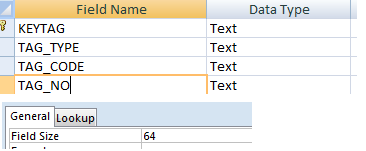 Field Name Data Type
KEYTAG Text
TAG_TYPE Text
TAG_CODE Text
TAG_NO Text
General Lookup
Field Size 64